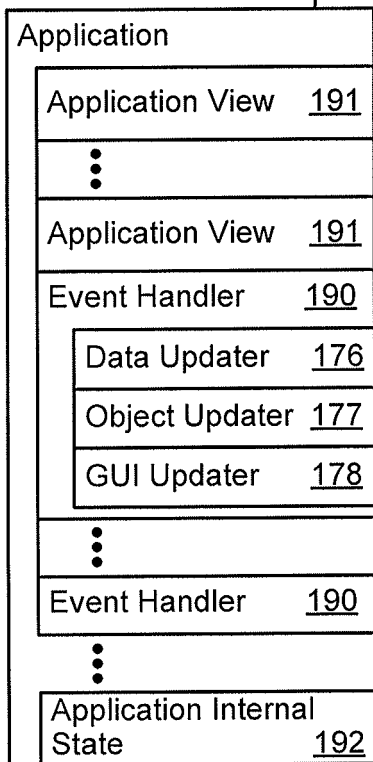 Application
Application View 191
Application View 191
Event Handler 190
Data Updater 176
Object Updater 177
GUI Updater 178
Event Handler 190
Application Internal
State 192